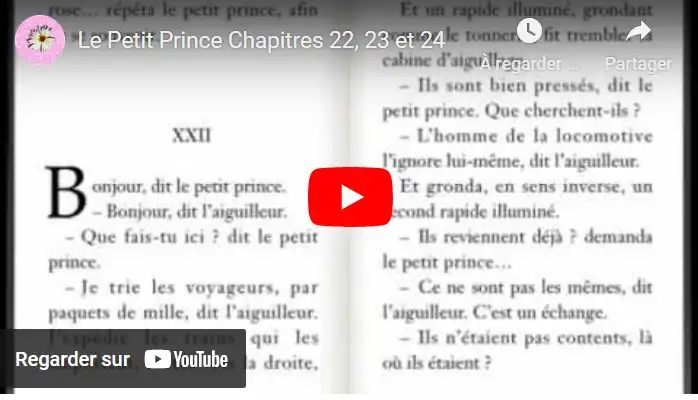 rose... répéta le petit prince, afin
Le Petit Prince Chapitres 22, 23 et 24
À regarder ...
Partager
XXII
Bonjour, dit le petit prince.
– Bonjour, dit l'aiguilleur.
– Que fais-tu ici ? dit le petit
prince.
– Je trie les voyageurs, par
paquets de mille, dit l'aiguilleur.
J'expédie les trains qui les
la droite,
Et un rapide illuminé, grondant
le tonnerre, fit trembler la
cabine d'aiguillage.
– Ils sont bien pressés, dit le
petit prince. Que cherchent-ils ?
– L'homme de la locomotive
l'ignore lui-même, dit l'aiguilleur.
Et gronda, en sens inverse, un
second rapide illuminé.
– Ils reviennent déjà ? demanda
le petit prince...
– Ce ne sont pas les mêmes, dit
l'aiguilleur. C'est un échange.
– Ils n'étaient pas contents, là
où ils étaient ?
Regarder sur YouTube